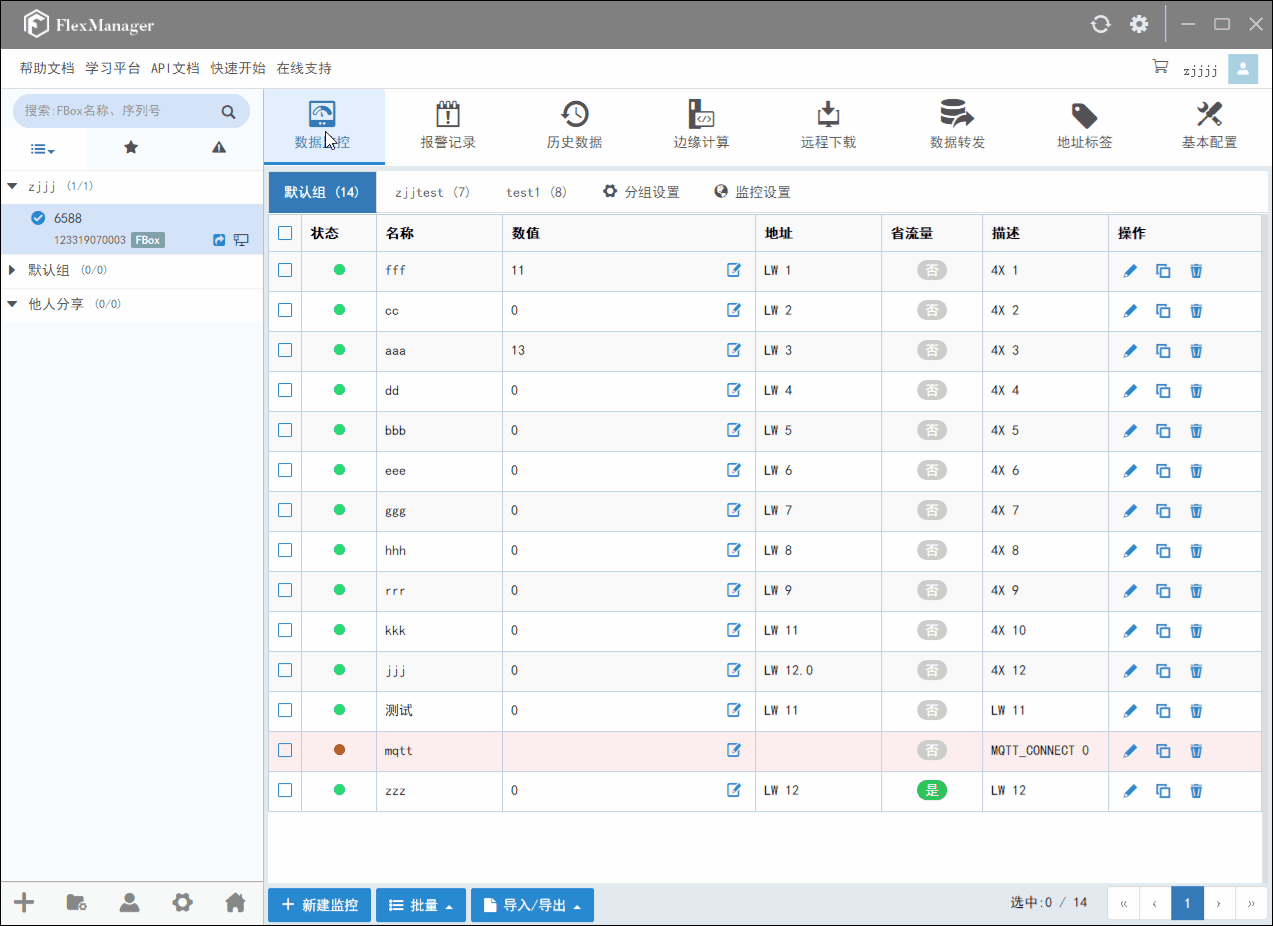 FlexManager
帮助文档 学习平台 API文档 快速开始 在线支持 zjjjj
搜索:FBox名称、序列号
zjjj (1/1)
6588
123319070003 FBox
默认组 (0/0)
他人分享 (0/0)
数据监控 报警记录 历史数据 边缘计算 远程下载 数据转发 地址标签 基本配置
默认组 (14) zjjtest (7) test1 (8) 分组设置 监控设置
状态 名称 数值 地址 省流量 描述 操作
fff 11 LW 1 否 4X 1
cc 0 LW 2 否 4X 2
aaa 13 LW 3 否 4X 3
dd 0 LW 4 否 4X 4
bbb 0 LW 5 否 4X 5
eee 0 LW 6 否 4X 6
ggg 0 LW 7 否 4X 7
hhh 0 LW 8 否 4X 8
rrr 0 LW 9 否 4X 9
kkk 0 LW 11 否 4X 10
jjj 0 LW 12.0 否 4X 12
测试 0 LW 11 否 LW 11
mqtt 否 MQTT_CONNECT 0
zzz 0 LW 12 是 LW 12
新建监控 批量 导入/导出 选中:0 / 14 « ‹ 1 › »